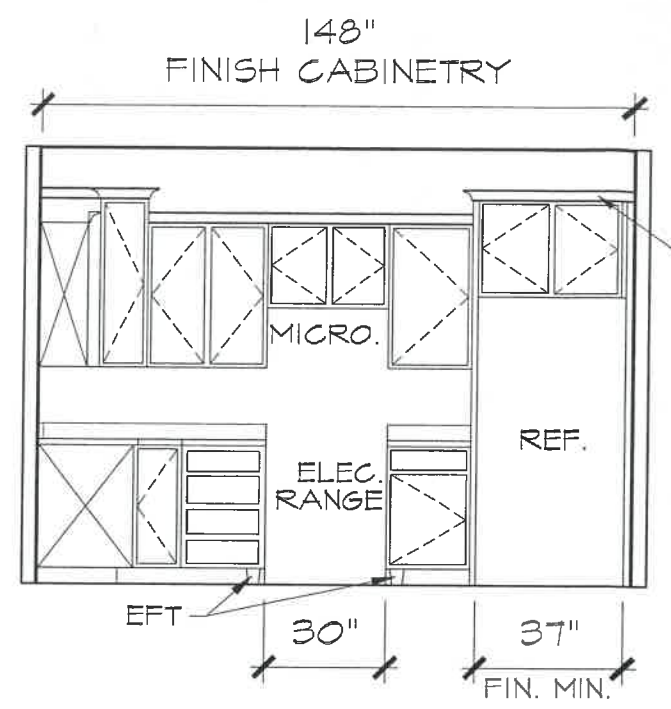 148"
FINISH CABINETRY
MICRO.
ELEC.
RANGE
REF.
EFT
30"
37"
FIN. MIN.